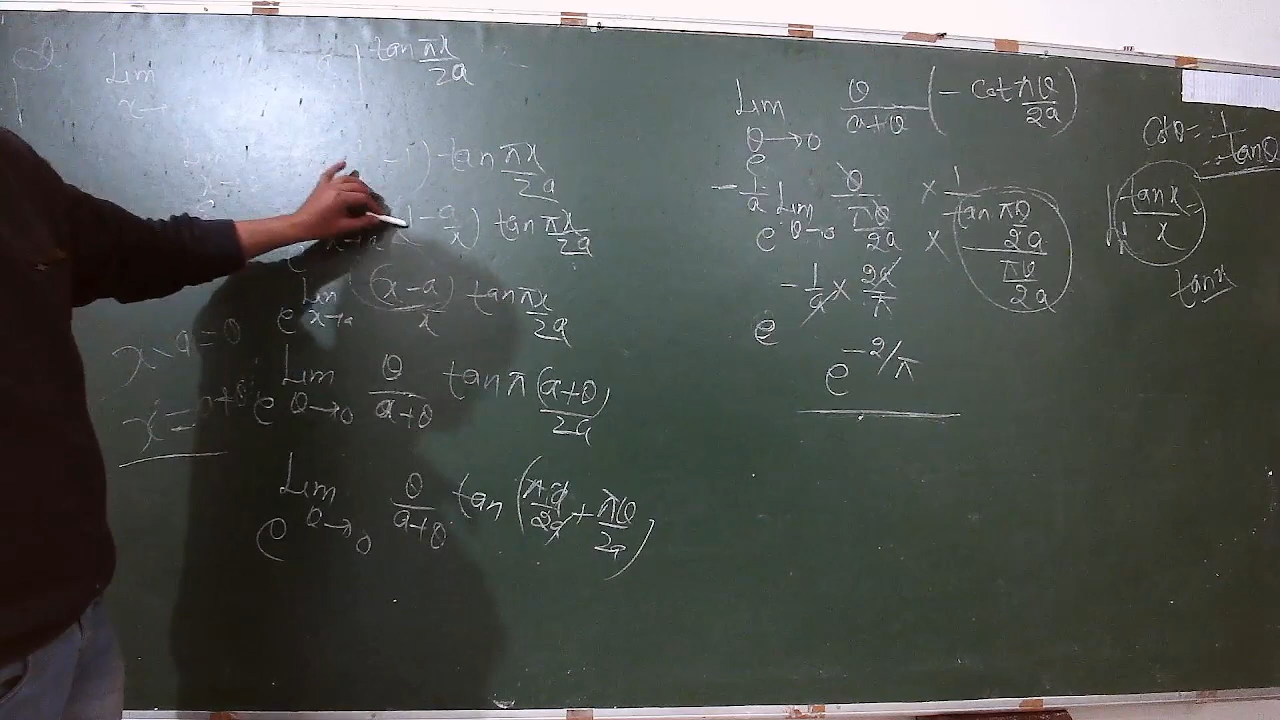 Lim
x→
tan πx/2a
-1) tan πx/2a
1 - a/x) tan πx/2a
e Lim x→a (x-a)/x tan πx/2a
x-a=θ
x=a+θ
e Lim θ→0 θ/(a+θ) tan π(a+θ)/2a
e Lim θ→0 θ/(a+θ) tan (πa/2a + πθ/2a)
e Lim θ→0 θ/(a+θ) (- cot πθ/2a)
e -1/a Lim θ→0 θ/(πθ/2a) × 1/(tan πθ/2a / πθ/2a)
e -1/a × 2a/π
e -2/π
cotθ = 1/tanθ
tan x/x =
tan x